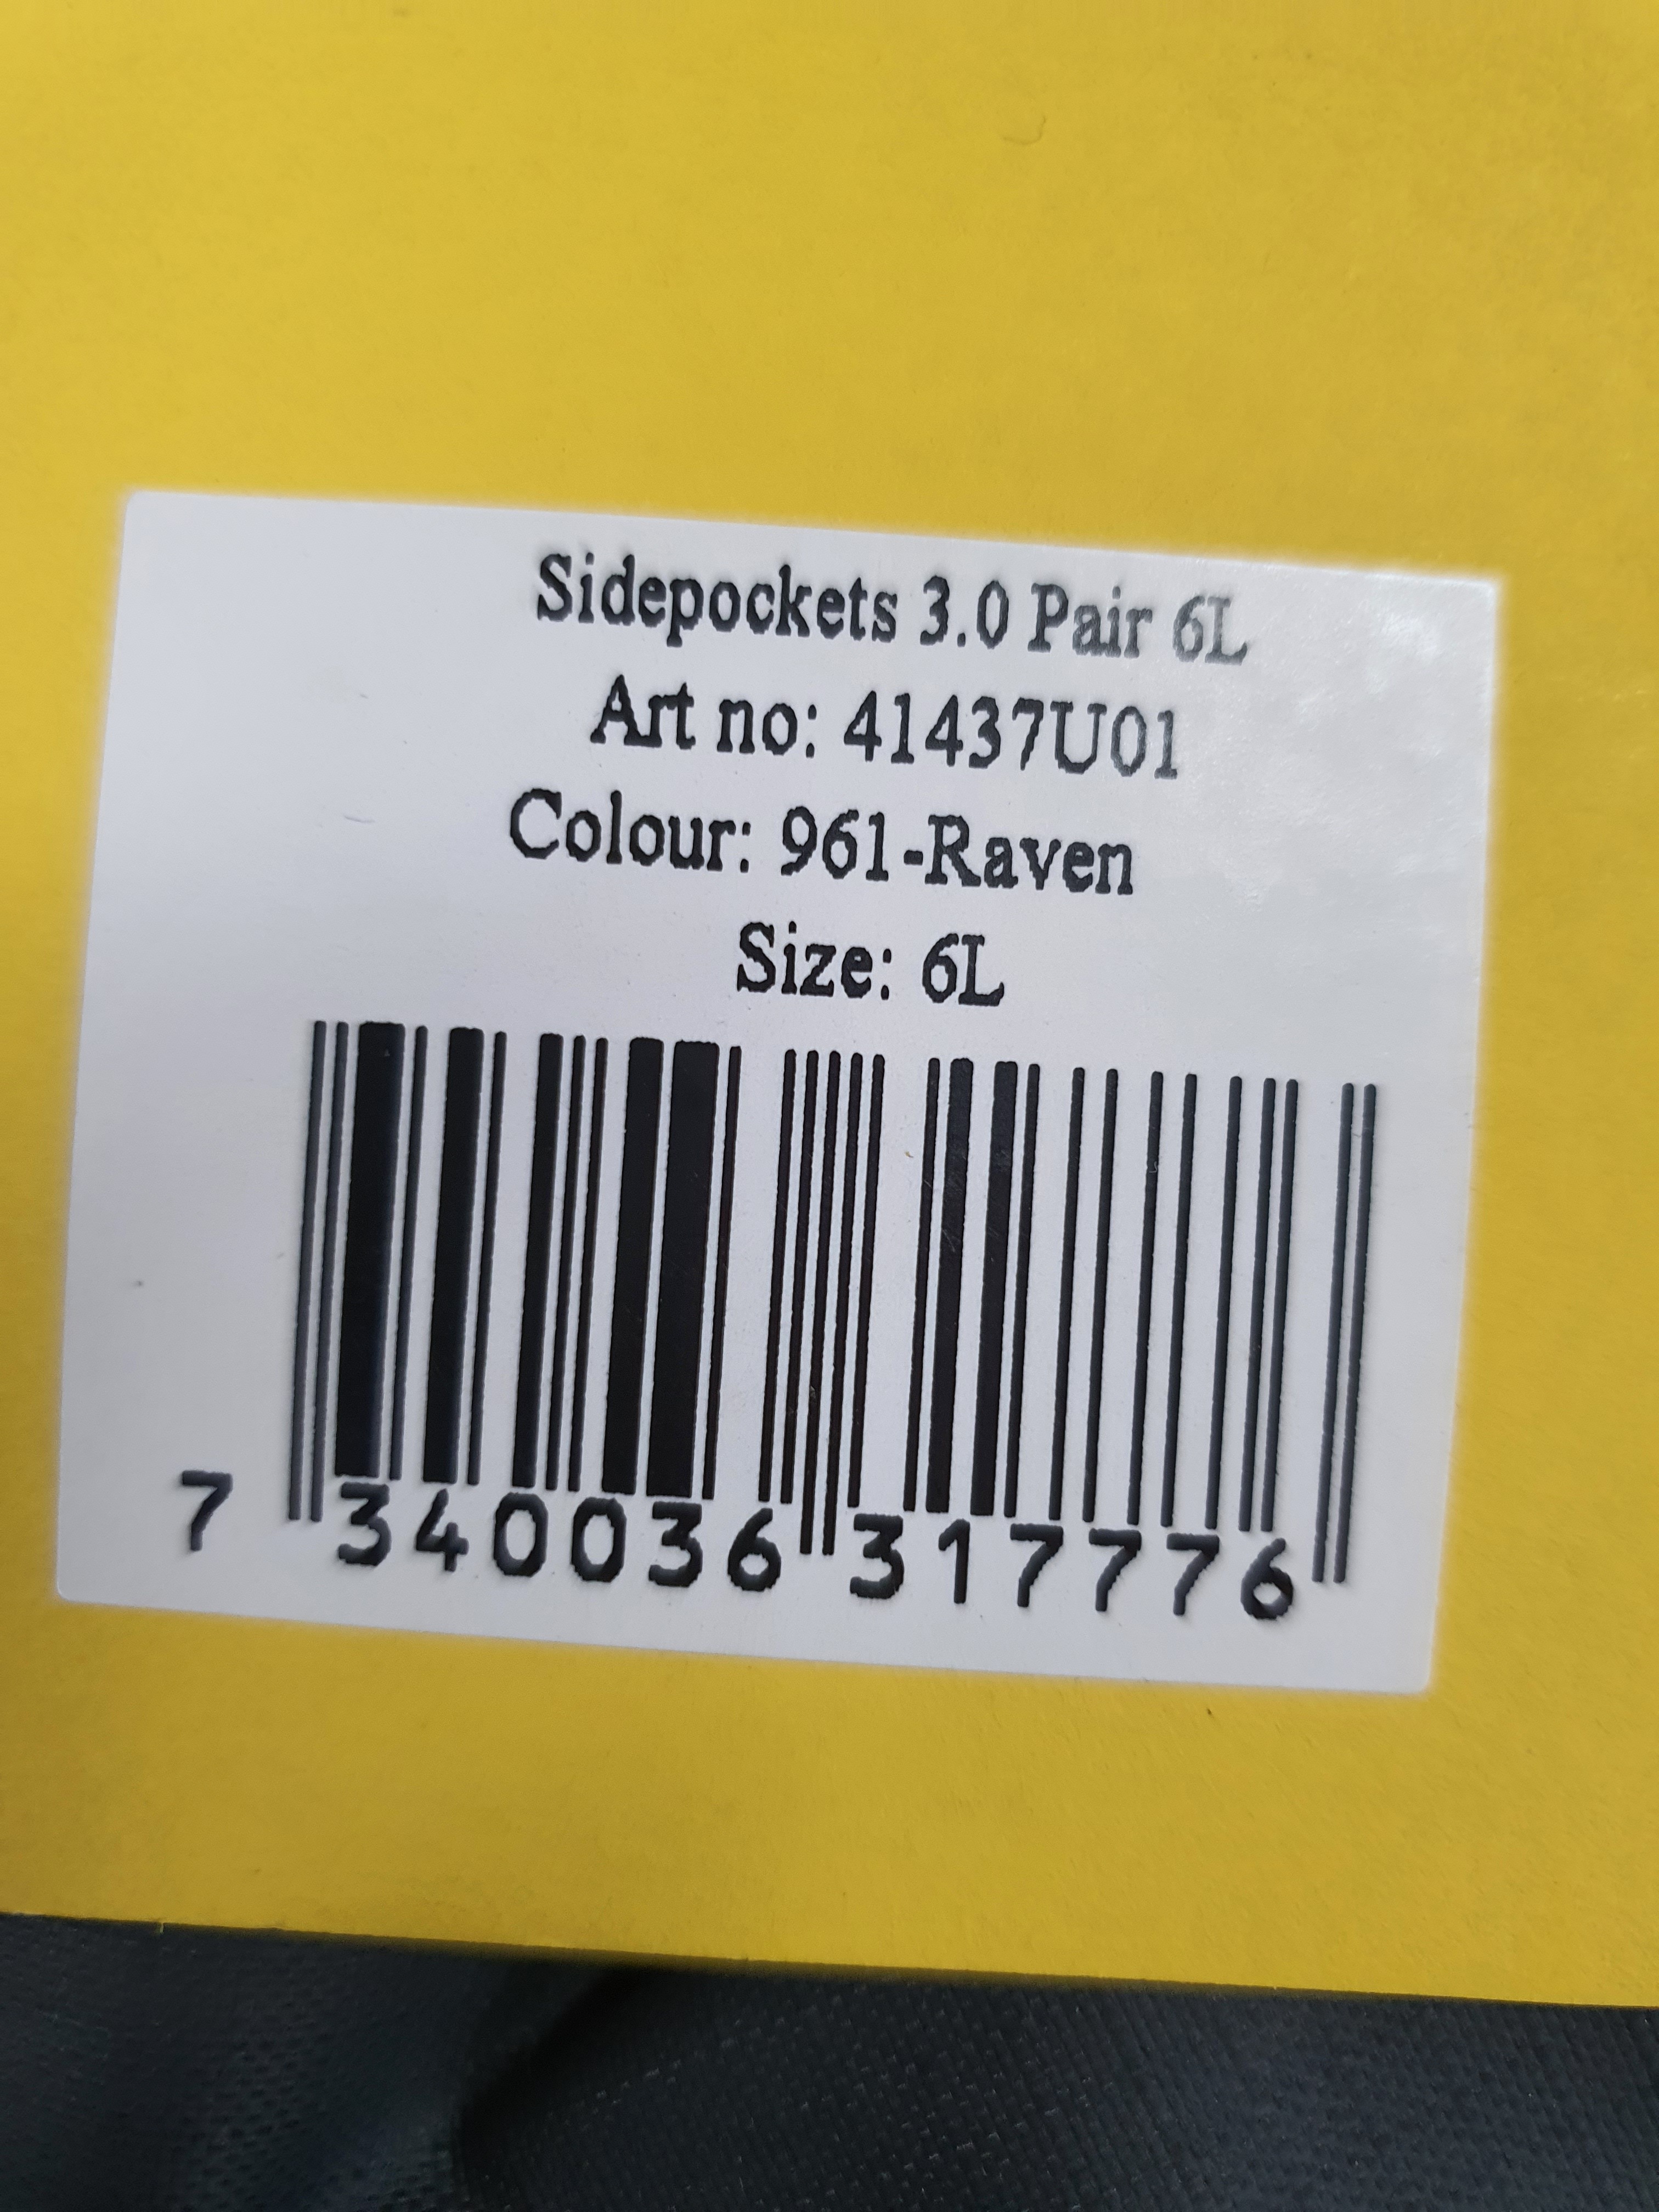 Sidepockets 3.0 Pair 6L
Art no: 41437U01
Colour: 961-Raven
Size: 6L
7 340036 317776